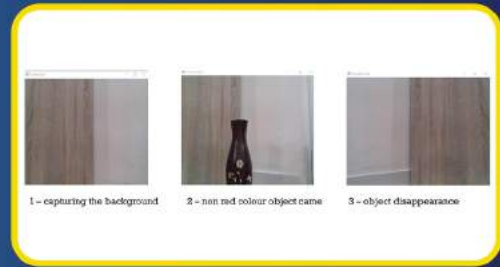 1 – capturing the background
2 – non red colour object came
3 – object disappearance